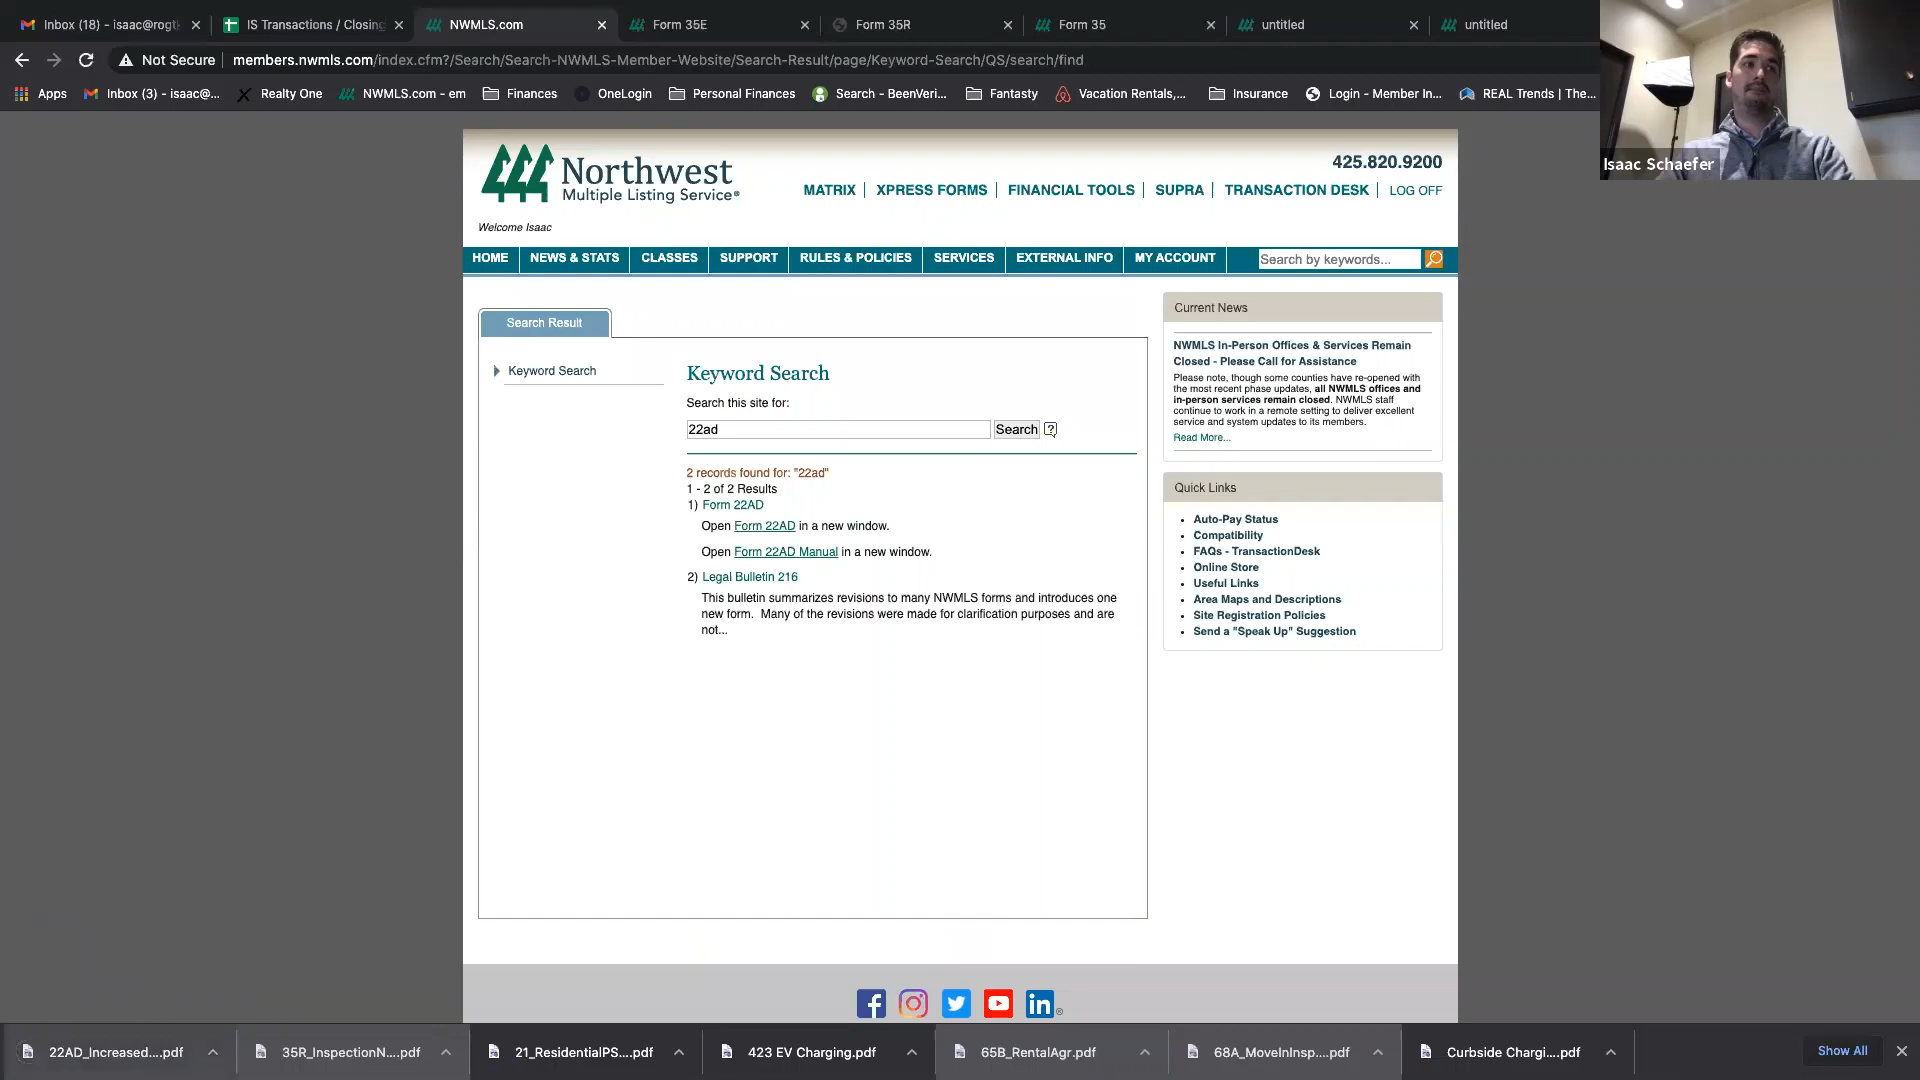 Inbox (18) - isaac@rogt
IS Transactions / Closing
NWMLS.com
Form 35E
Form 35R
Form 35
untitled
untitled
Not Secure
members.nwmls.com/index.cfm?/Search/Search-NWMLS-Member-Website/Search-Result/page/Keyword-Search/QS/search/find
Apps
Inbox (3) - isaac@...
Realty One
NWMLS.com - em
Finances
OneLogin
Personal Finances
Search - BeenVeri...
Fantasty
Vacation Rentals,...
Insurance
Login - Member In...
REAL Trends | The...
Isaac Schaefer
Northwest
Multiple Listing Service®
425.820.9200
MATRIX | XPRESS FORMS | FINANCIAL TOOLS | SUPRA | TRANSACTION DESK | LOG OFF
Welcome Isaac
HOME
NEWS & STATS
CLASSES
SUPPORT
RULES & POLICIES
SERVICES
EXTERNAL INFO
MY ACCOUNT
Search by keywords...
Search Result
Keyword Search
Keyword Search
Search this site for:
22ad
Search
?
2 records found for: "22ad"
1 - 2 of 2 Results
1) Form 22AD
Open Form 22AD in a new window.
Open Form 22AD Manual in a new window.
2) Legal Bulletin 216
This bulletin summarizes revisions to many NWMLS forms and introduces one
new form. Many of the revisions were made for clarification purposes and are
not...
Current News
NWMLS In-Person Offices & Services Remain
Closed - Please Call for Assistance
Please note, though some counties have re-opened with
the most recent phase updates, all NWMLS offices and
in-person services remain closed. NWMLS staff
continue to work in a remote setting to deliver excellent
service and system updates to its members.
Read More...
Quick Links
Auto-Pay Status
Compatibility
FAQs - TransactionDesk
Online Store
Useful Links
Area Maps and Descriptions
Site Registration Policies
Send a "Speak Up" Suggestion
22AD_Increased....pdf
35R_InspectionN....pdf
21_ResidentialPS....pdf
423 EV Charging.pdf
65B_RentalAgr.pdf
68A_MoveInInsp....pdf
Curbside Chargi....pdf
Show All